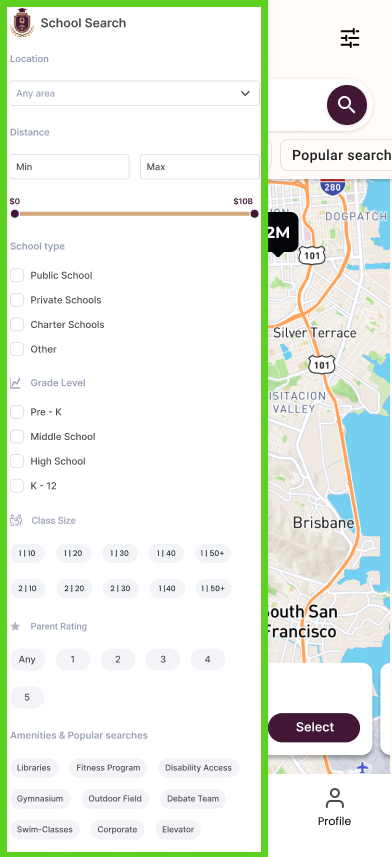 School Search
Location
Any area
Distance
Min
Max
$0
$10B
School type
Public School
Private Schools
Charter Schools
Other
Grade Level
Pre - K
Middle School
High School
K - 12
Class Size
1 | 10
1 | 20
1 | 30
1 | 40
1 | 50+
2 | 10
2 | 20
2 | 30
1 |40
1 | 50+
Parent Rating
Any
1
2
3
4
5
Amenities & Popular searches
Libraries
Fitness Program
Disability Access
Gymnasium
Outdoor Field
Debate Team
Swim-Classes
Corporate
Elevator
Popular search
280
DOGPATCH
2M
101
Silver Terrace
101
ISITACION
VALLEY
Brisbane
outh San
Francisco
Select
Profile